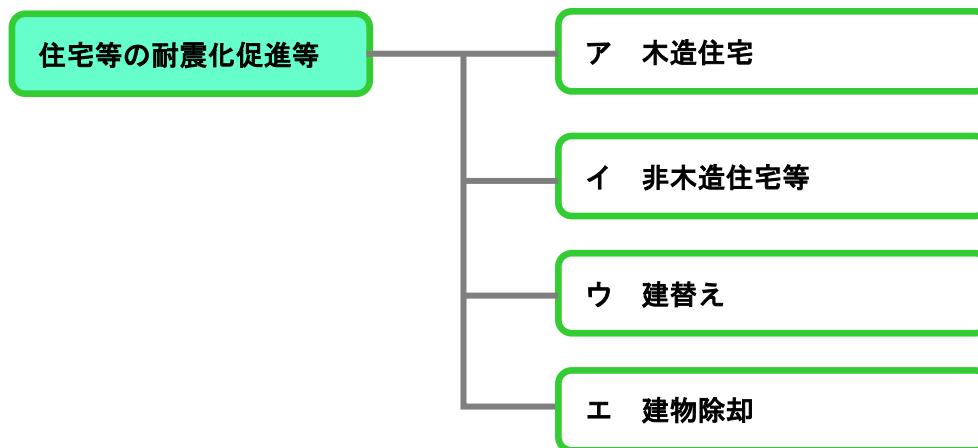 住宅等の耐震化促進等
ア　木造住宅
イ　非木造住宅等
ウ　建替え
エ　建物除却